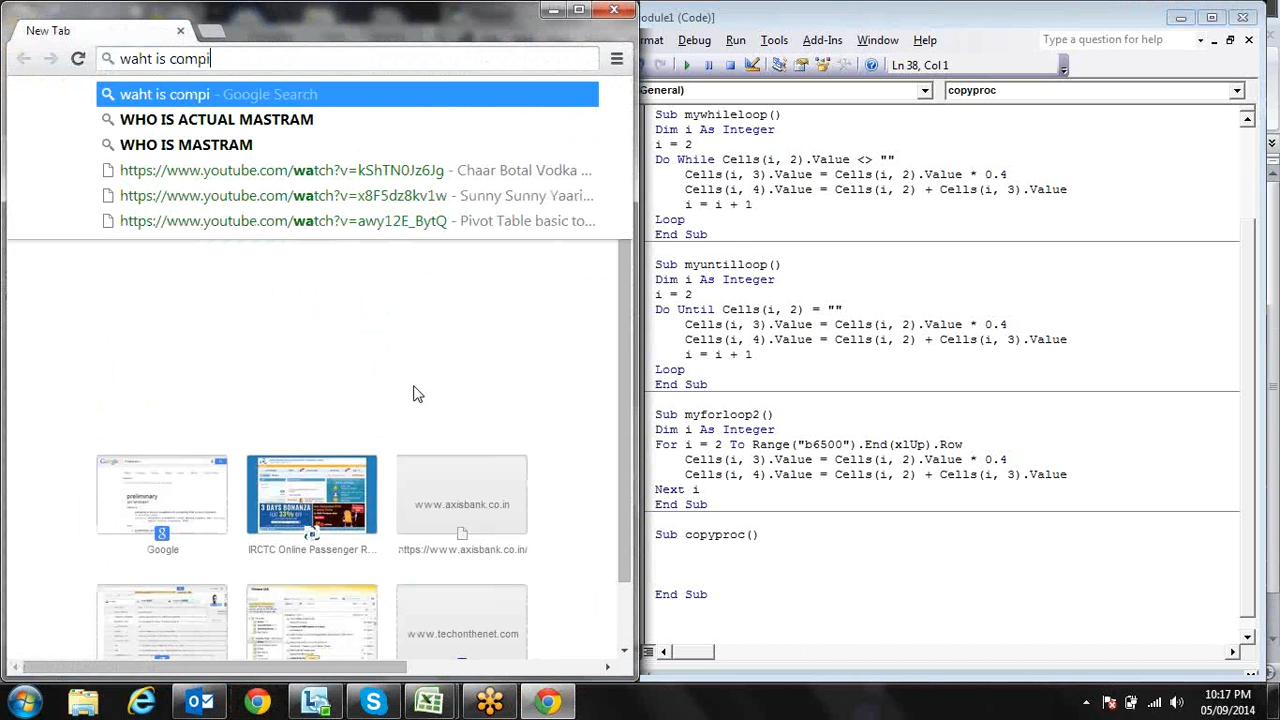 New Tab
waht is compi
waht is compi - Google Search
WHO IS ACTUAL MASTRAM
WHO IS MASTRAM
https://www.youtube.com/watch?v=kShTN0Jz6Jg - Chaar Botal Vodka ...
https://www.youtube.com/watch?v=x8F5dz8kv1w - Sunny Sunny Yaari...
https://www.youtube.com/watch?v=awy12E_BytQ - Pivot Table basic to...
preliminary
Google
3 DAYS BONANZA
IRCTC Online Passenger R...
www.axisbank.co.in
https://www.axisbank.co.in/
www.techonthenet.com
odule1 (Code)]
rmat Debug Run Tools Add-Ins Window Help
Type a question for help
Ln 38, Col 1
General)
copyproc
Sub mywhileloop()
Dim i As Integer
i = 2
Do While Cells(i, 2).Value <> ""
Cells(i, 3).Value = Cells(i, 2).Value * 0.4
Cells(i, 4).Value = Cells(i, 2) + Cells(i, 3).Value
i = i + 1
Loop
End Sub
Sub myuntilloop()
Dim i As Integer
i = 2
Do Until Cells(i, 2) = ""
Cells(i, 3).Value = Cells(i, 2).Value * 0.4
Cells(i, 4).Value = Cells(i, 2) + Cells(i, 3).Value
i = i + 1
Loop
End Sub
Sub myforloop2()
Dim i As Integer
For i = 2 To Range("b6500").End(xlUp).Row
Cells(i, 3).Value = Cells(i, 2).Value * 0.4
Cells(i, 4).Value = Cells(i, 2) + Cells(i, 3).Value
Next i
End Sub
Sub copyproc()
End Sub
10:17 PM
05/09/2014